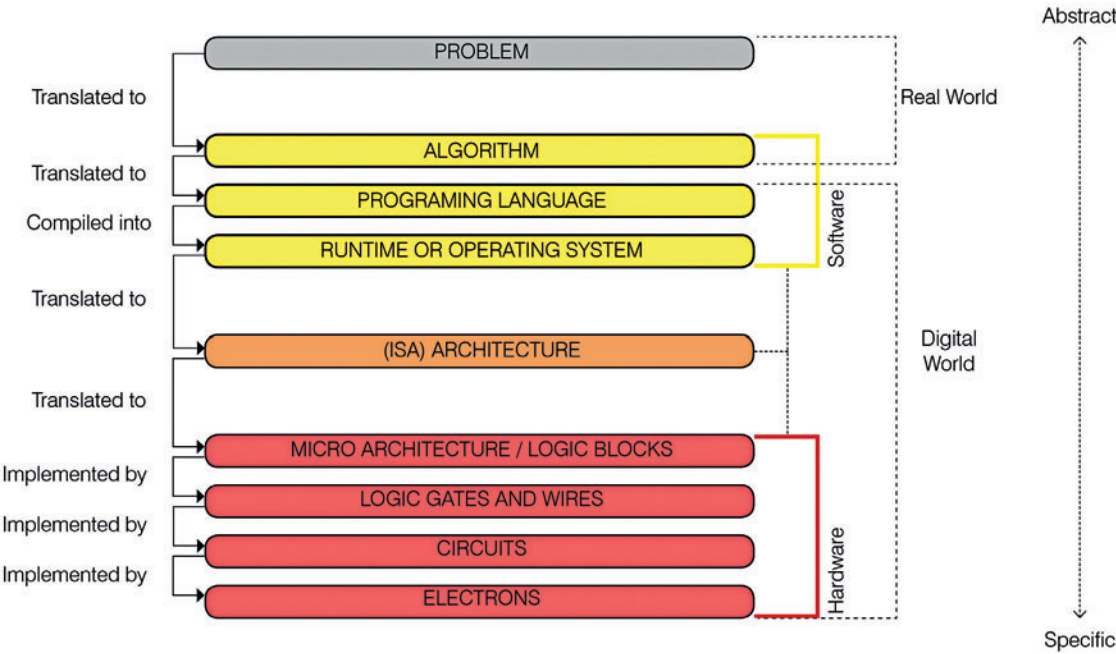 Abstract
PROBLEM
Translated to
Real World
ALGORITHM
Translated to
PROGRAMING LANGUAGE
Compiled into
Software
RUNTIME OR OPERATING SYSTEM
Translated to
(ISA) ARCHITECTURE
Digital
World
Translated to
MICRO ARCHITECTURE / LOGIC BLOCKS
Implemented by
LOGIC GATES AND WIRES
Implemented by
CIRCUITS
Hardware
Implemented by
ELECTRONS
Specific